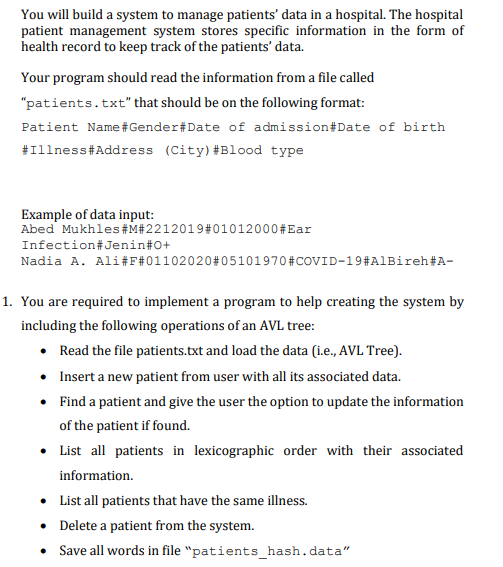 You will build a system to manage patients' data in a hospital. The hospital
patient management system stores specific information in the form of
health record to keep track of the patients' data.
Your program should read the information from a file called
"patients.txt" that should be on the following format:
Patient Name#Gender#Date of admission#Date of birth
#Illness#Address (City)#Blood type
Example of data input:
Abed Mukhles#M#2212019#01012000#Ear
Infection#Jenin#O+
Nadia A. Ali#F#01102020#05101970#COVID-19#AlBireh#A-
1. You are required to implement a program to help creating the system by
including the following operations of an AVL tree:
• Read the file patients.txt and load the data (i.e., AVL Tree).
• Insert a new patient from user with all its associated data.
• Find a patient and give the user the option to update the information
of the patient if found.
• List all patients in lexicographic order with their associated
information.
• List all patients that have the same illness.
• Delete a patient from the system.
• Save all words in file "patients_hash.data"